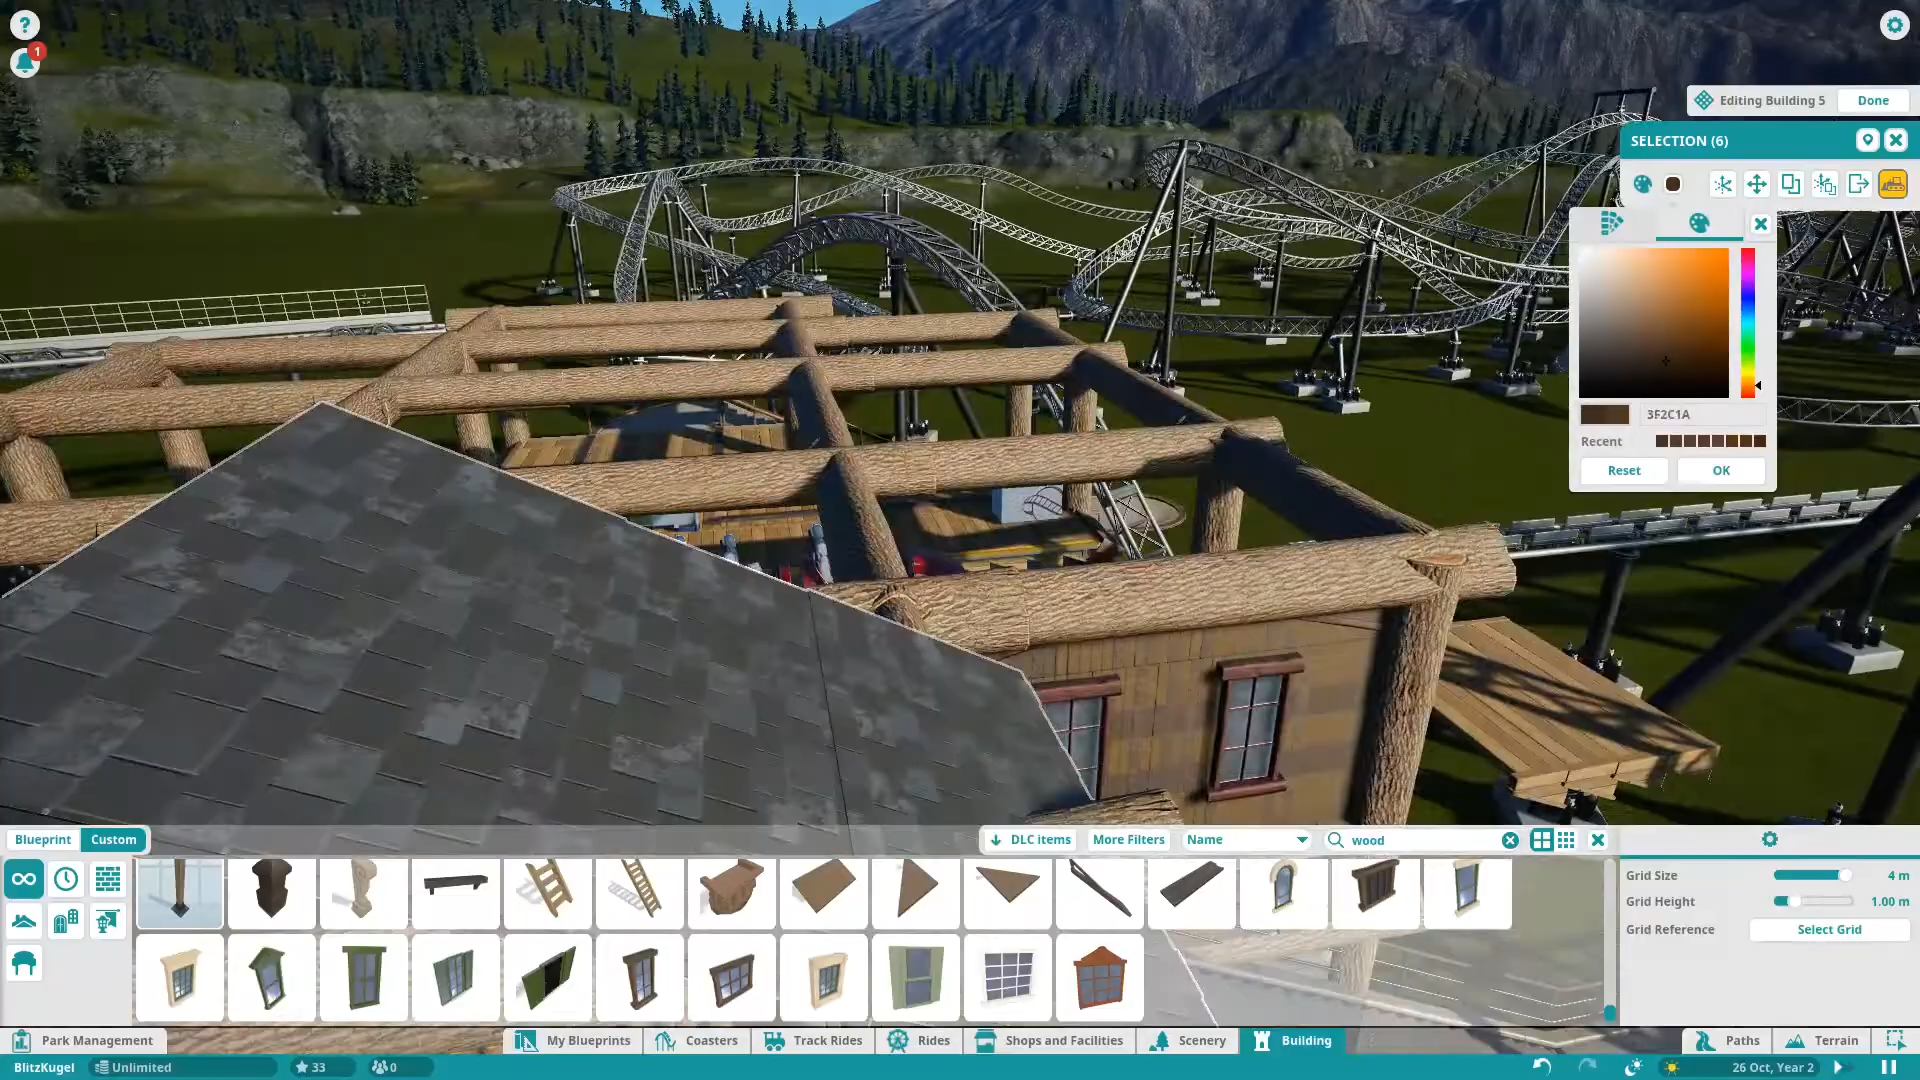 ?
1
Editing Building 5
Done
SELECTION (6)
3F2C1A
Recent
Reset
OK
Blueprint
Custom
DLC items
More Filters
Name
wood
Grid Size
4 m
Grid Height
1.00 m
Grid Reference
Select Grid
Park Management
My Blueprints
Coasters
Track Rides
Rides
Shops and Facilities
Scenery
Building
Paths
Terrain
BlitzKugel
Unlimited
33
0
26 Oct, Year 2